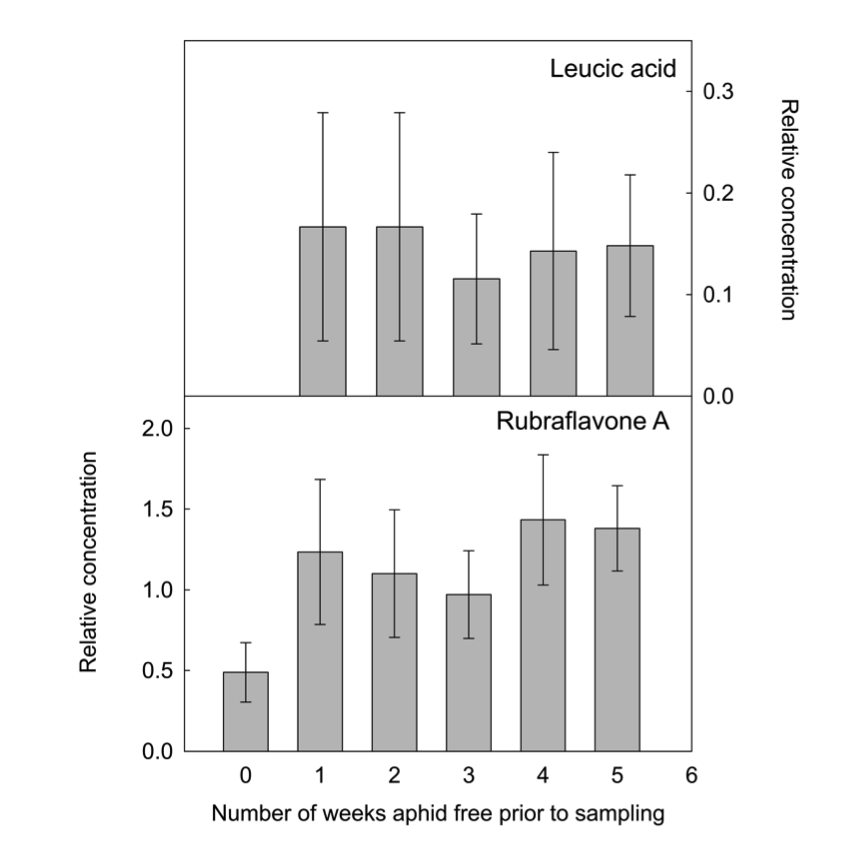 Leucic acid
0.3
0.2
0.1
0.0
Relative concentration
Rubraflavone A
2.0
1.5
1.0
0.5
0.0
Relative concentration
0 1 2 3 4 5 6
Number of weeks aphid free prior to sampling